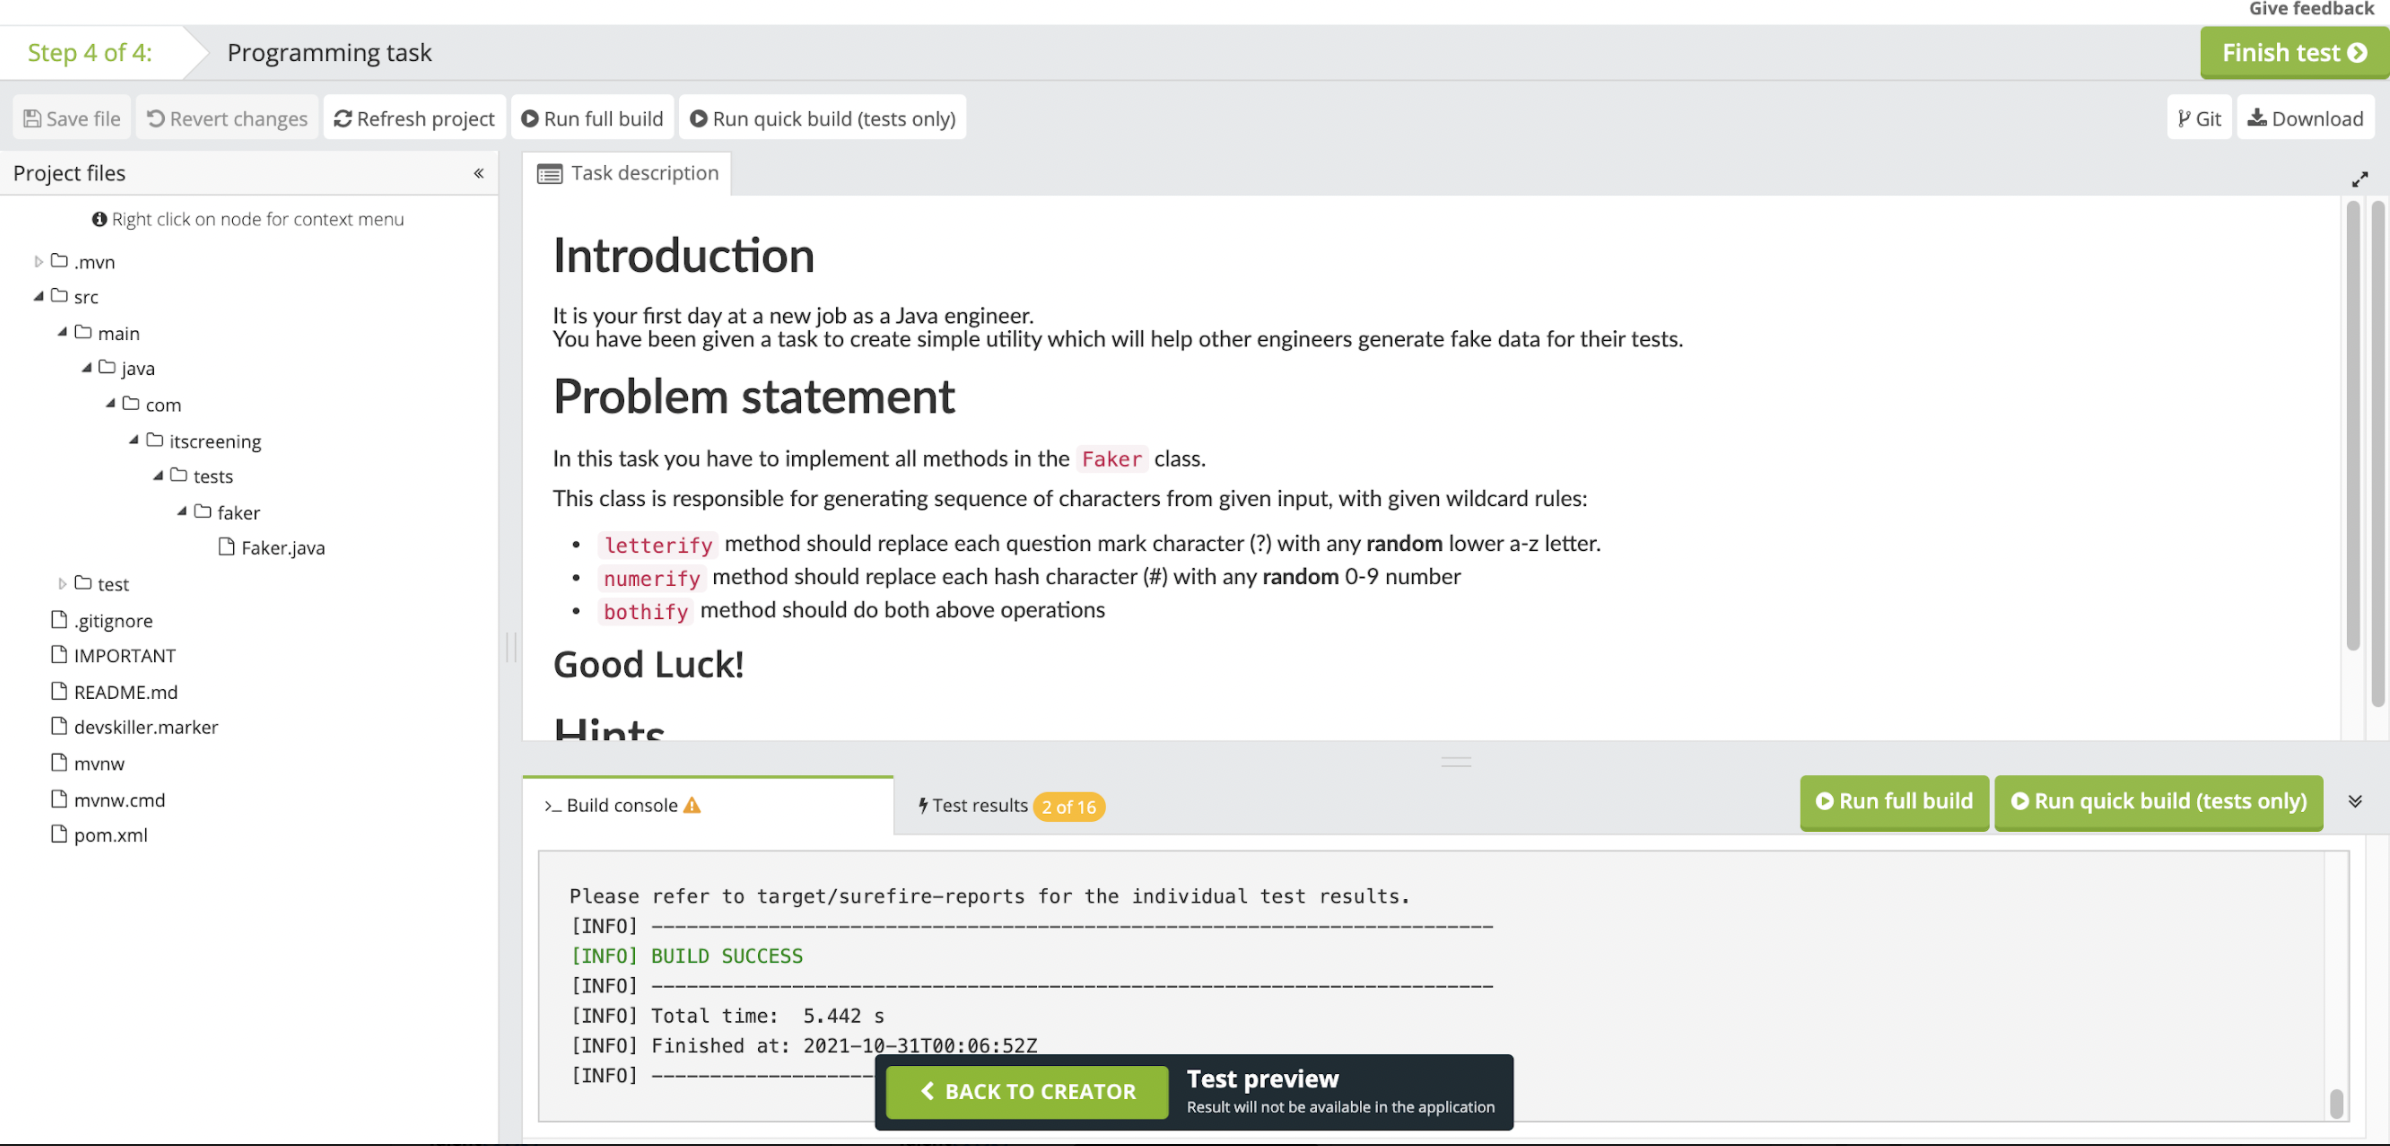 Give feedback
Step 4 of 4:
Programming task
Finish test
Save file
Revert changes
Refresh project
Run full build
Run quick build (tests only)
Git
Download
Project files
«
Task description
Right click on node for context menu
.mvn
src
main
java
com
itscreening
tests
faker
Faker.java
test
.gitignore
IMPORTANT
README.md
devskiller.marker
mvnw
mvnw.cmd
pom.xml
Introduction
It is your first day at a new job as a Java engineer.
You have been given a task to create simple utility which will help other engineers generate fake data for their tests.
Problem statement
In this task you have to implement all methods in the Faker class.
This class is responsible for generating sequence of characters from given input, with given wildcard rules:
• letterify method should replace each question mark character (?) with any random lower a-z letter.
• numerify method should replace each hash character (#) with any random 0-9 number
• bothify method should do both above operations
Good Luck!
Hints
>_ Build console
Test results 2 of 16
Run full build
Run quick build (tests only)
Please refer to target/surefire-reports for the individual test results.
[INFO] ------------------------------------------------------------------------
[INFO] BUILD SUCCESS
[INFO] ------------------------------------------------------------------------
[INFO] Total time:  5.442 s
[INFO] Finished at: 2021-10-31T00:06:52Z
[INFO] -------------------
BACK TO CREATOR
Test preview
Result will not be available in the application